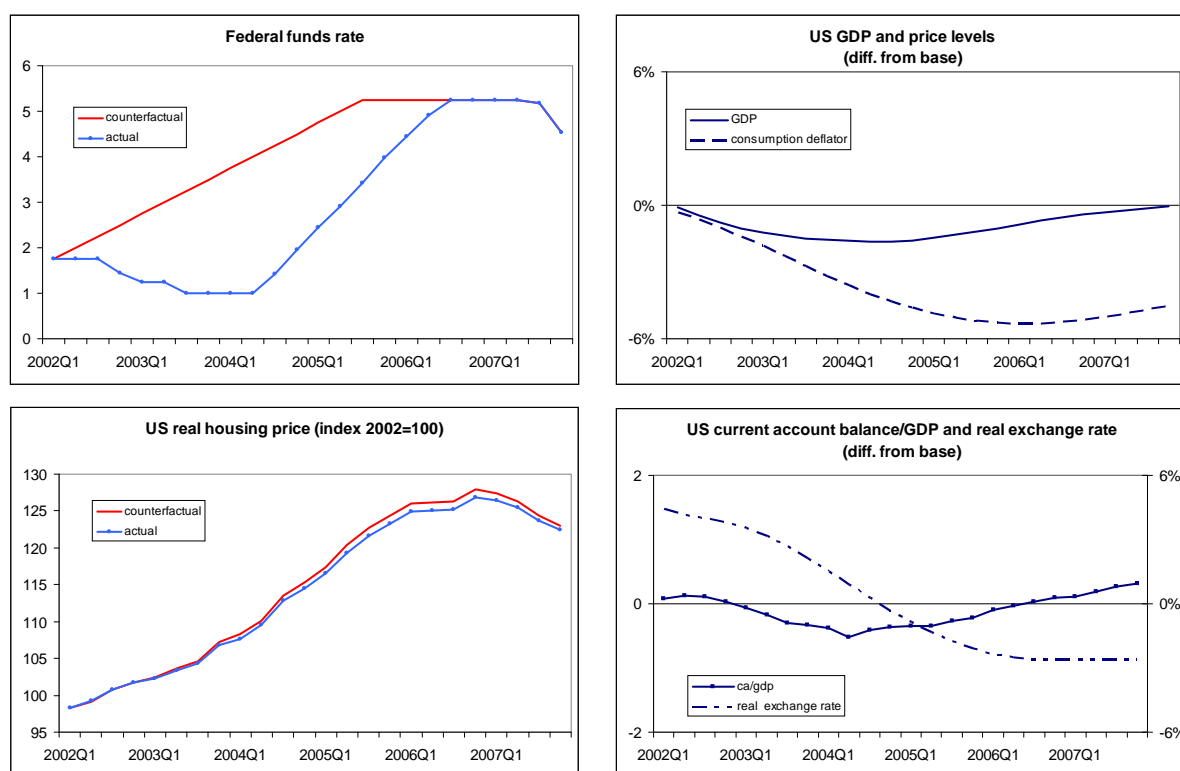 Federal funds rate
6
5
4
3
2
1
0
counterfactual
actual
2002Q1 2003Q1 2004Q1 2005Q1 2006Q1 2007Q1
US GDP and price levels
(diff. from base)
6%
0%
-6%
GDP
consumption deflator
2002Q1 2003Q1 2004Q1 2005Q1 2006Q1 2007Q1
US real housing price (index 2002=100)
130
125
120
115
110
105
100
95
counterfactual
actual
2002Q1 2003Q1 2004Q1 2005Q1 2006Q1 2007Q1
US current account balance/GDP and real exchange rate
(diff. from base)
2 6%
0 0%
-2 -6%
ca/gdp
real exchange rate
2002Q1 2003Q1 2004Q1 2005Q1 2006Q1 2007Q1